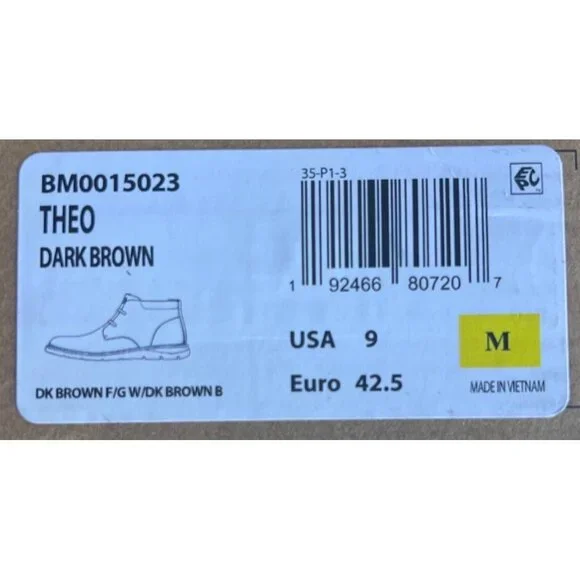 BM0015023
THEO
DARK BROWN
DK BROWN F/G W/DK BROWN B
35-P1-3
1 92466 80720 7
USA 9
Euro 42.5
M
MADE IN VIETNAM